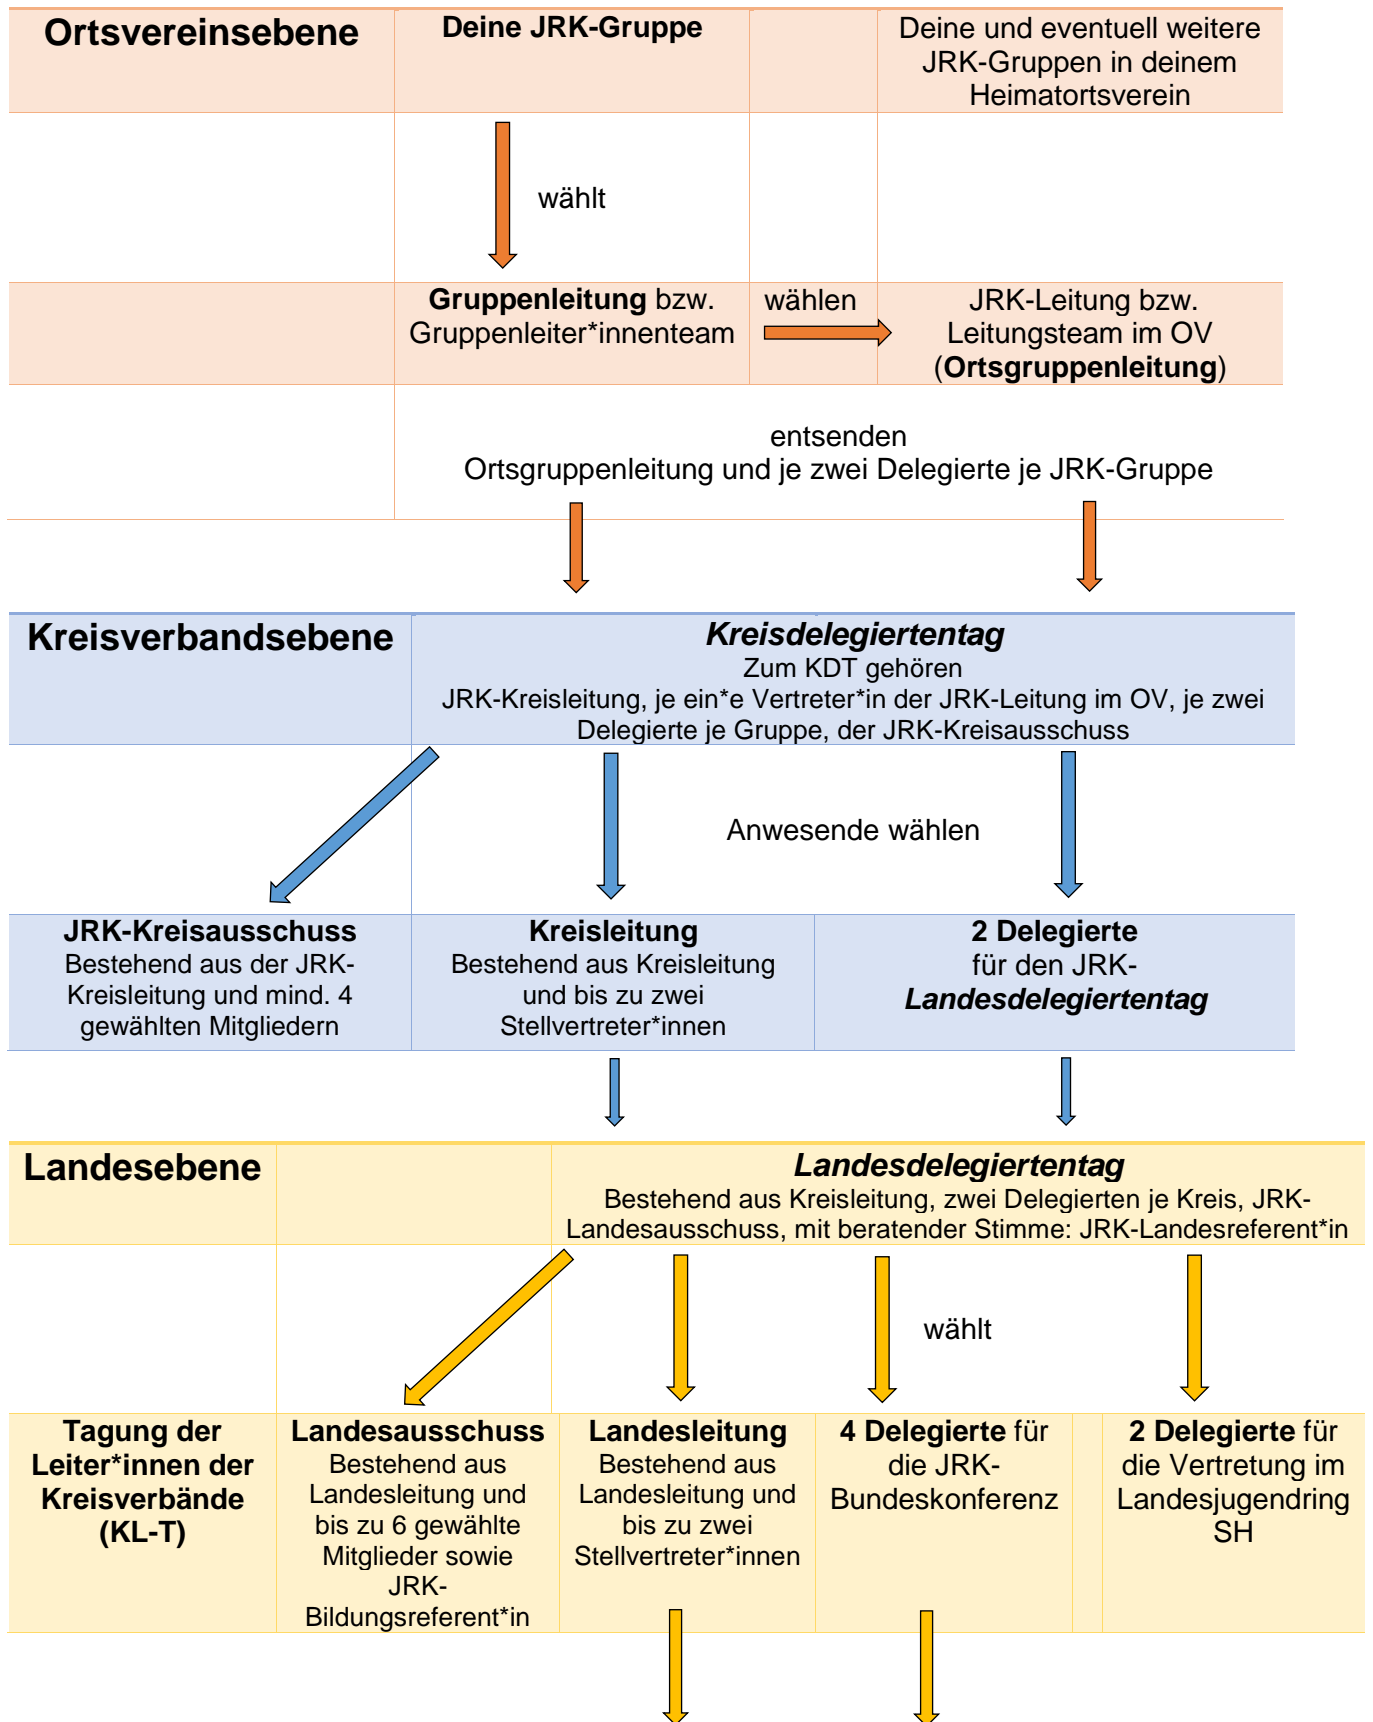 Ortsvereinsebene
Deine JRK-Gruppe
Deine und eventuell weitere
JRK-Gruppen in deinem
Heimatortsverein
wählt
Gruppenleitung bzw.
Gruppenleiter*innenteam
wählen
JRK-Leitung bzw.
Leitungsteam im OV
(Ortsgruppenleitung)
entsenden
Ortsgruppenleitung und je zwei Delegierte je JRK-Gruppe
Kreisverbandsebene
Kreisdelegiertentag
Zum KDT gehören
JRK-Kreisleitung, je ein*e Vertreter*in der JRK-Leitung im OV, je zwei
Delegierte je Gruppe, der JRK-Kreisausschuss
Anwesende wählen
JRK-Kreisausschuss
Bestehend aus der JRK-
Kreisleitung und mind. 4
gewählten Mitgliedern
Kreisleitung
Bestehend aus Kreisleitung
und bis zu zwei
Stellvertreter*innen
2 Delegierte
für den JRK-
Landesdelegiertentag
Landesebene
Landesdelegiertentag
Bestehend aus Kreisleitung, zwei Delegierten je Kreis, JRK-
Landesausschuss, mit beratender Stimme: JRK-Landesreferent*in
wählt
Tagung der
Leiter*innen der
Kreisverbände
(KL-T)
Landesausschuss
Bestehend aus
Landesleitung und
bis zu 6 gewählte
Mitglieder sowie
JRK-
Bildungsreferent*in
Landesleitung
Bestehend aus
Landesleitung und
bis zu zwei
Stellvertreter*innen
4 Delegierte für
die JRK-
Bundeskonferenz
2 Delegierte für
die Vertretung im
Landesjugendring
SH